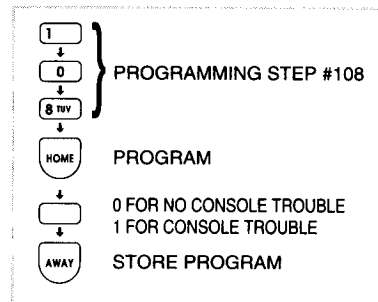 1
0
8 TUV
PROGRAMMING STEP #108
HOME
PROGRAM
0 FOR NO CONSOLE TROUBLE
1 FOR CONSOLE TROUBLE
AWAY
STORE PROGRAM